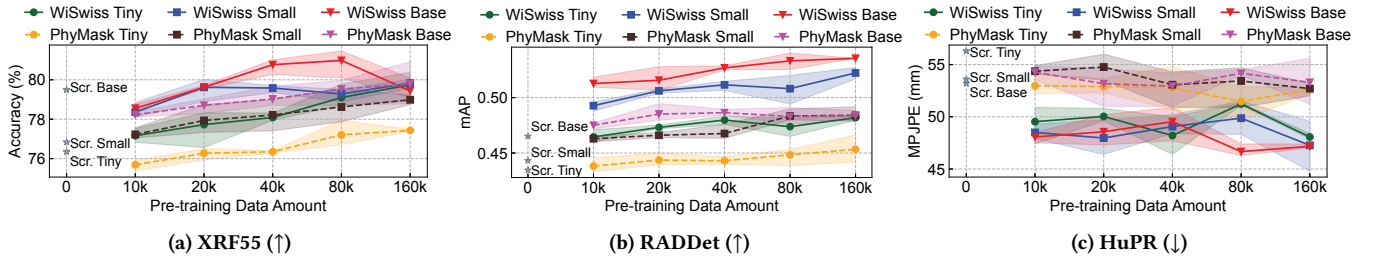 WiSwiss Tiny WiSwiss Small WiSwiss Base
PhyMask Tiny PhyMask Small PhyMask Base
Accuracy (%)
80
78
76
Scr. Base
Scr. Small
Scr. Tiny
0 10k 20k 40k 80k 160k
Pre-training Data Amount
(a) XRF55 (↑)
WiSwiss Tiny WiSwiss Small WiSwiss Base
PhyMask Tiny PhyMask Small PhyMask Base
mAP
0.50
0.45
Scr. Base
Scr. Small
Scr. Tiny
0 10k 20k 40k 80k 160k
Pre-training Data Amount
(b) RADDet (↑)
WiSwiss Tiny WiSwiss Small WiSwiss Base
PhyMask Tiny PhyMask Small PhyMask Base
MPJPE (mm)
55
50
45
Scr. Tiny
Scr. Small
Scr. Base
0 10k 20k 40k 80k 160k
Pre-training Data Amount
(c) HuPR (↓)